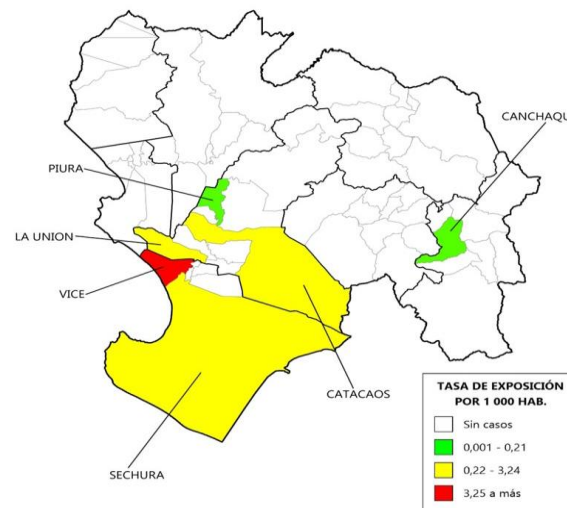 CANCHAQU
PIURA
LA UNION
VICE
CATACAOS
SECHURA
TASA DE EXPOSICIÓN
POR 1 000 HAB.
Sin casos
0,001 - 0,21
0,22 - 3,24
3,25 a más